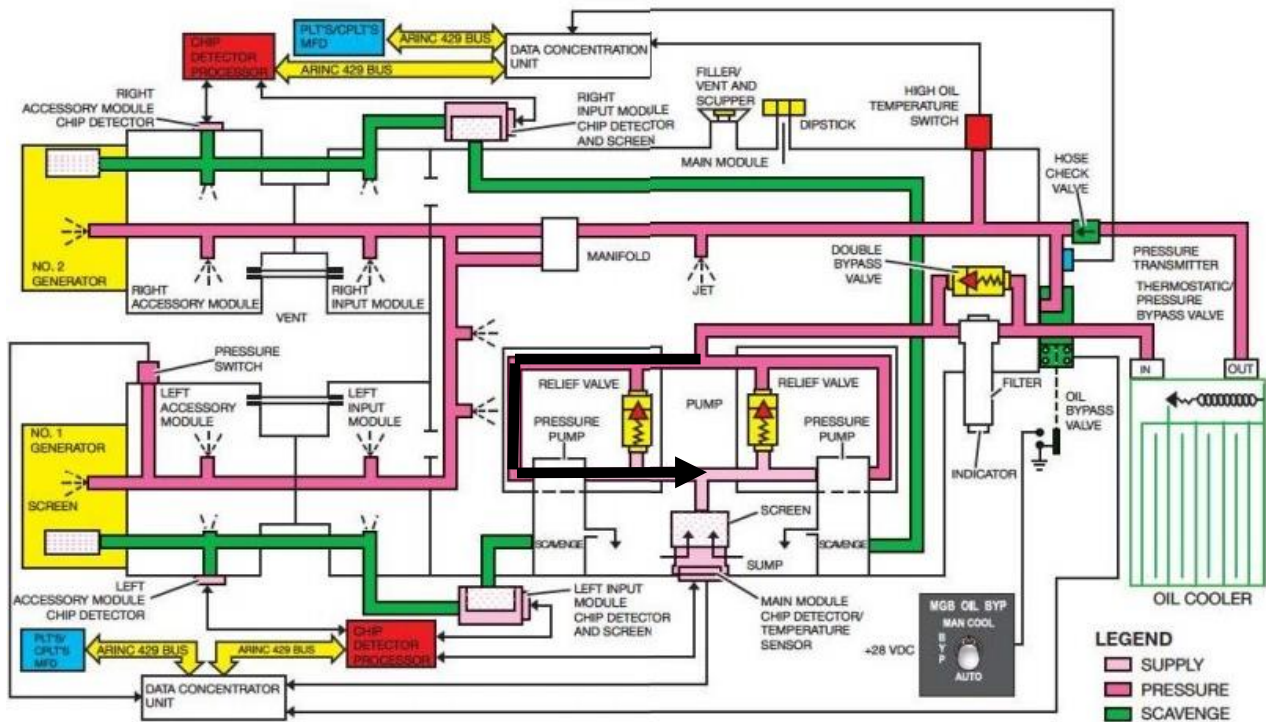 PLT'S/CPLT'S
MFD
ARINC 429 BUS
CHIP
DETECTOR
PROCESSOR
ARINC 429 BUS
DATA CONCENTRATION
UNIT
RIGHT
ACCESSORY MODULE
CHIP DETECTOR
RIGHT
INPUT MODULE
CHIP DETECTOR
AND SCREEN
FILLER/
VENT AND
SCUPPER
DIPSTICK
MAIN MODULE
HIGH OIL
TEMPERATURE
SWITCH
HOSE
CHECK
VALVE
NO. 2
GENERATOR
RIGHT
ACCESSORY MODULE
RIGHT
INPUT MODULE
VENT
MANIFOLD
JET
DOUBLE
BYPASS
VALVE
PRESSURE
TRANSMITTER
THERMOSTATIC/
PRESSURE
BYPASS VALVE
PRESSURE
SWITCH
LEFT
ACCESSORY
MODULE
LEFT
INPUT
MODULE
NO. 1
GENERATOR
SCREEN
RELIEF VALVE
PRESSURE
PUMP
PUMP
RELIEF VALVE
PRESSURE
PUMP
FILTER
INDICATOR
OIL
BYPASS
VALVE
IN
OUT
SCREEN
SCAVENGE
SUMP
SCAVENGE
LEFT
ACCESSORY MODULE
CHIP DETECTOR
LEFT INPUT
MODULE
CHIP DETECTOR
AND SCREEN
MAIN MODULE
CHIP DETECTOR/
TEMPERATURE
SENSOR
OIL COOLER
PLT'S/
CPLT'S
MFD
ARINC 429 BUS
ARINC 429 BUS
CHIP
DETECTOR
PROCESSOR
DATA CONCENTRATOR
UNIT
+28 VDC
MGB OIL BYP
MAN COOL
BYP
AUTO
LEGEND
SUPPLY
PRESSURE
SCAVENGE